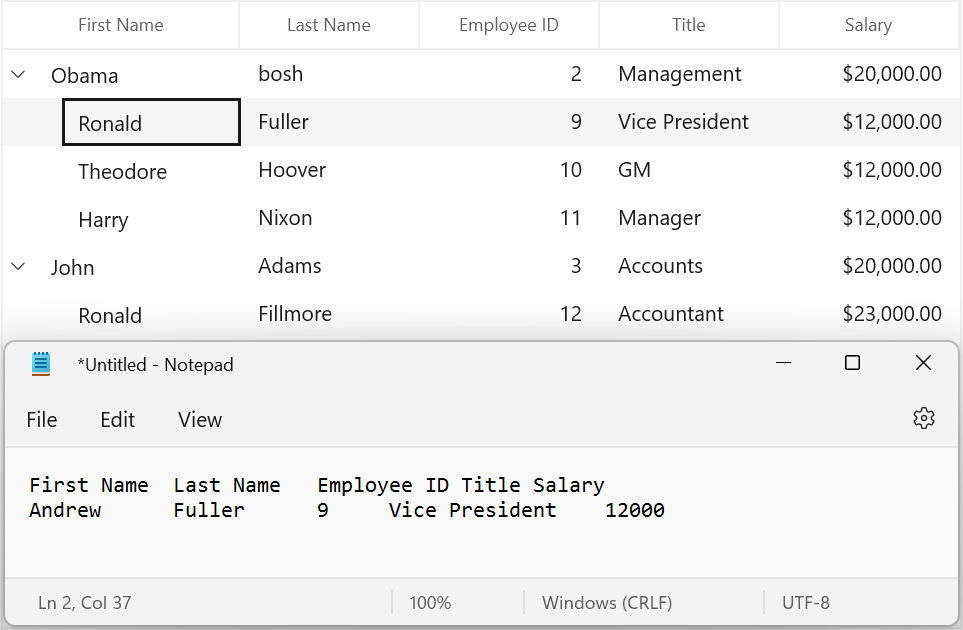 First Name Last Name Employee ID Title Salary
Obama bosh 2 Management $20,000.00
Ronald Fuller 9 Vice President $12,000.00
Theodore Hoover 10 GM $12,000.00
Harry Nixon 11 Manager $12,000.00
John Adams 3 Accounts $20,000.00
Ronald Fillmore 12 Accountant $23,000.00
*Untitled - Notepad
File Edit View
First Name Last Name Employee ID Title Salary
Andrew Fuller 9 Vice President 12000
Ln 2, Col 37 100% Windows (CRLF) UTF-8